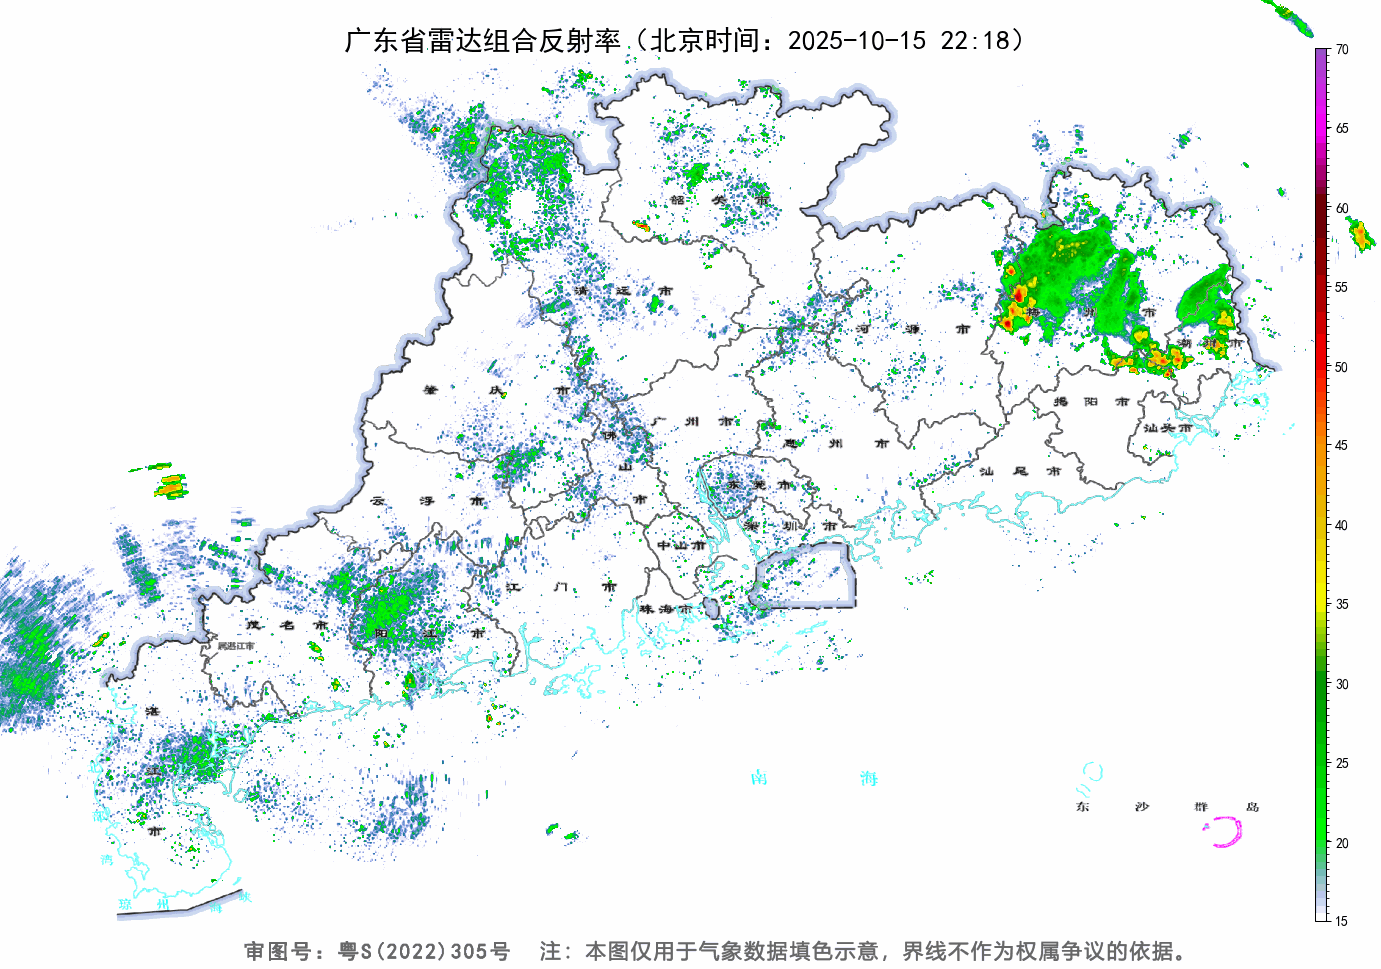 广东省雷达组合反射率（北京时间：2025-10-15 22:18）
70
65
60
55
50
45
40
35
30
25
20
15
韶关市
清远市
河源市
梅州市
潮州市
肇庆市
广州市
惠州市
揭阳市
汕头市
汕尾市
佛山市
云浮市
东莞市
深圳市
中山市
江门市
珠海市
茂名市
属湛江市
阳江市
湛江市
南海
东沙群岛
北部湾
琼州海峡
审图号：粤S(2022)305号 注：本图仅用于气象数据填色示意，界线不作为权属争议的依据。